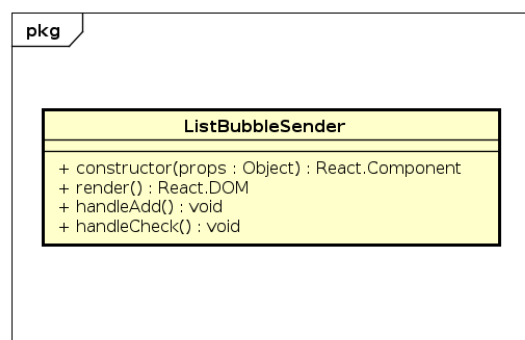 pkg
ListBubbleSender
+ constructor(props : Object) : React.Component
+ render() : React.DOM
+ handleAdd() : void
+ handleCheck() : void